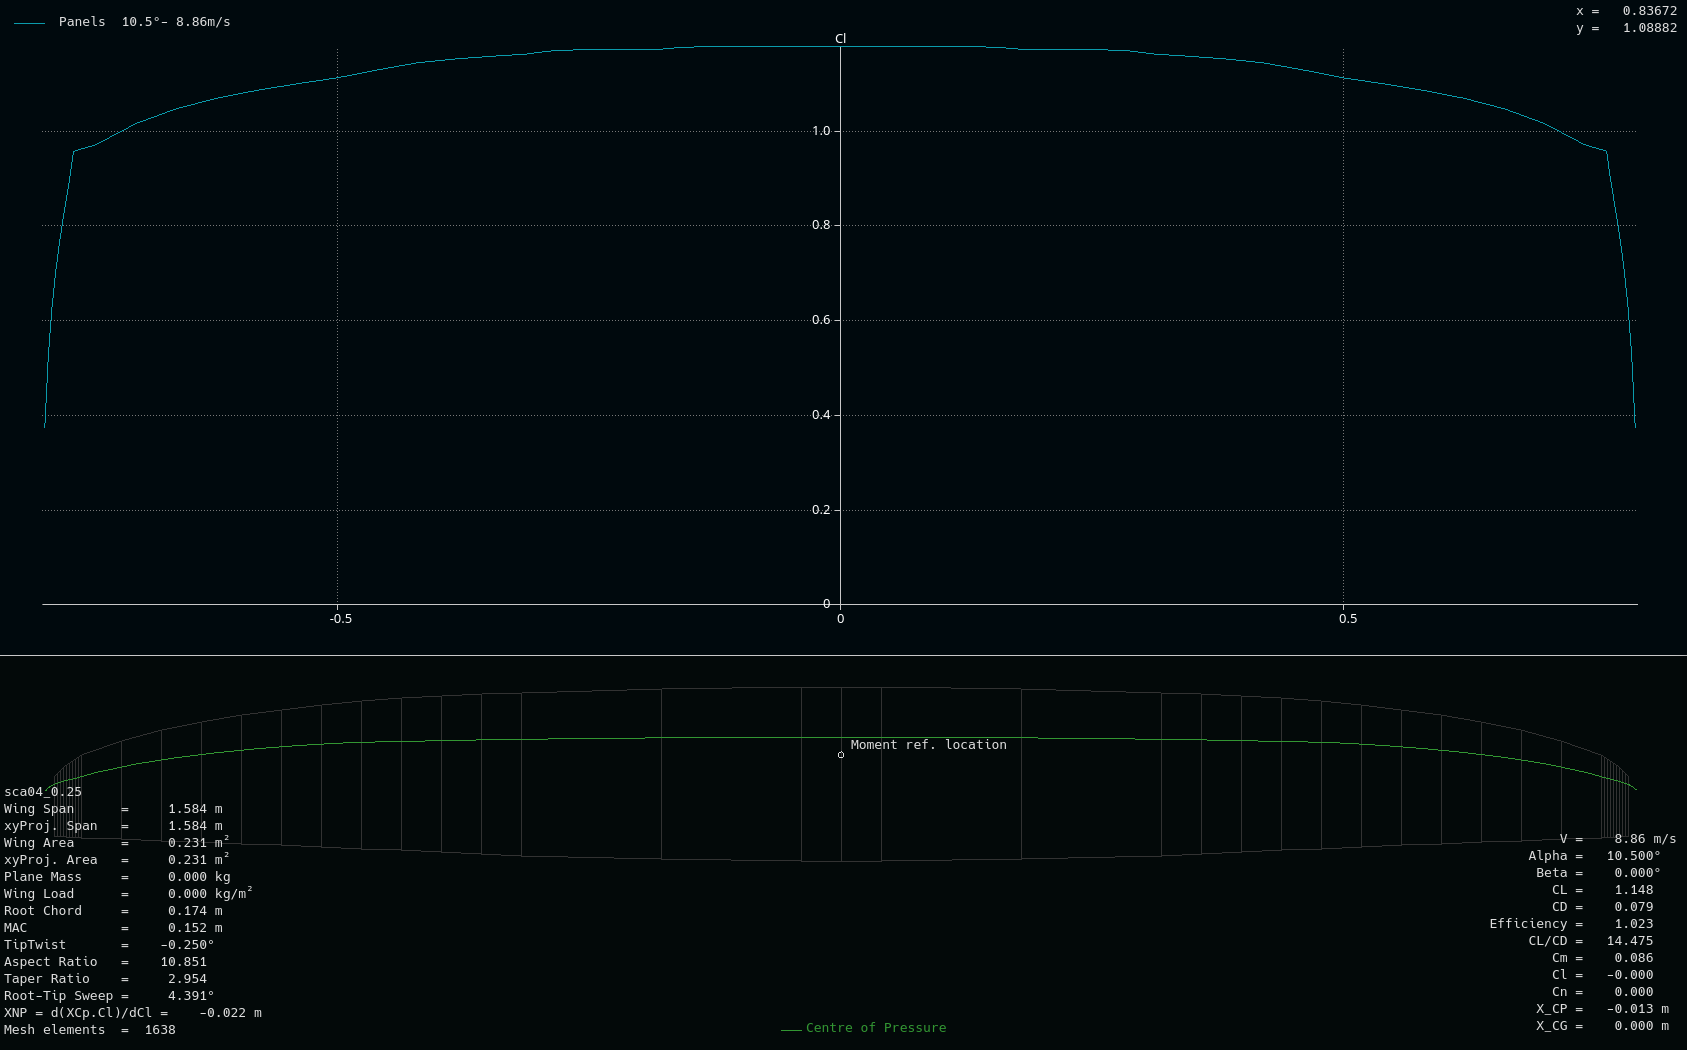 Panels 10.5°- 8.86m/s
x = 0.83672
y = 1.08882
Cl
1.0
0.8
0.6
0.4
0.2
0
-0.5
0
0.5
Moment ref. location
sca04_0.25
Wing Span = 1.584 m
xyProj. Span = 1.584 m
Wing Area = 0.231 m²
xyProj. Area = 0.231 m²
Plane Mass = 0.000 kg
Wing Load = 0.000 kg/m²
Root Chord = 0.174 m
MAC = 0.152 m
TipTwist = -0.250°
Aspect Ratio = 10.851
Taper Ratio = 2.954
Root-Tip Sweep = 4.391°
XNP = d(XCp.Cl)/dCl = -0.022 m
Mesh elements = 1638
V = 8.86 m/s
Alpha = 10.500°
Beta = 0.000°
CL = 1.148
CD = 0.079
Efficiency = 1.023
CL/CD = 14.475
Cm = 0.086
Cl = -0.000
Cn = 0.000
X_CP = -0.013 m
X_CG = 0.000 m
Centre of Pressure